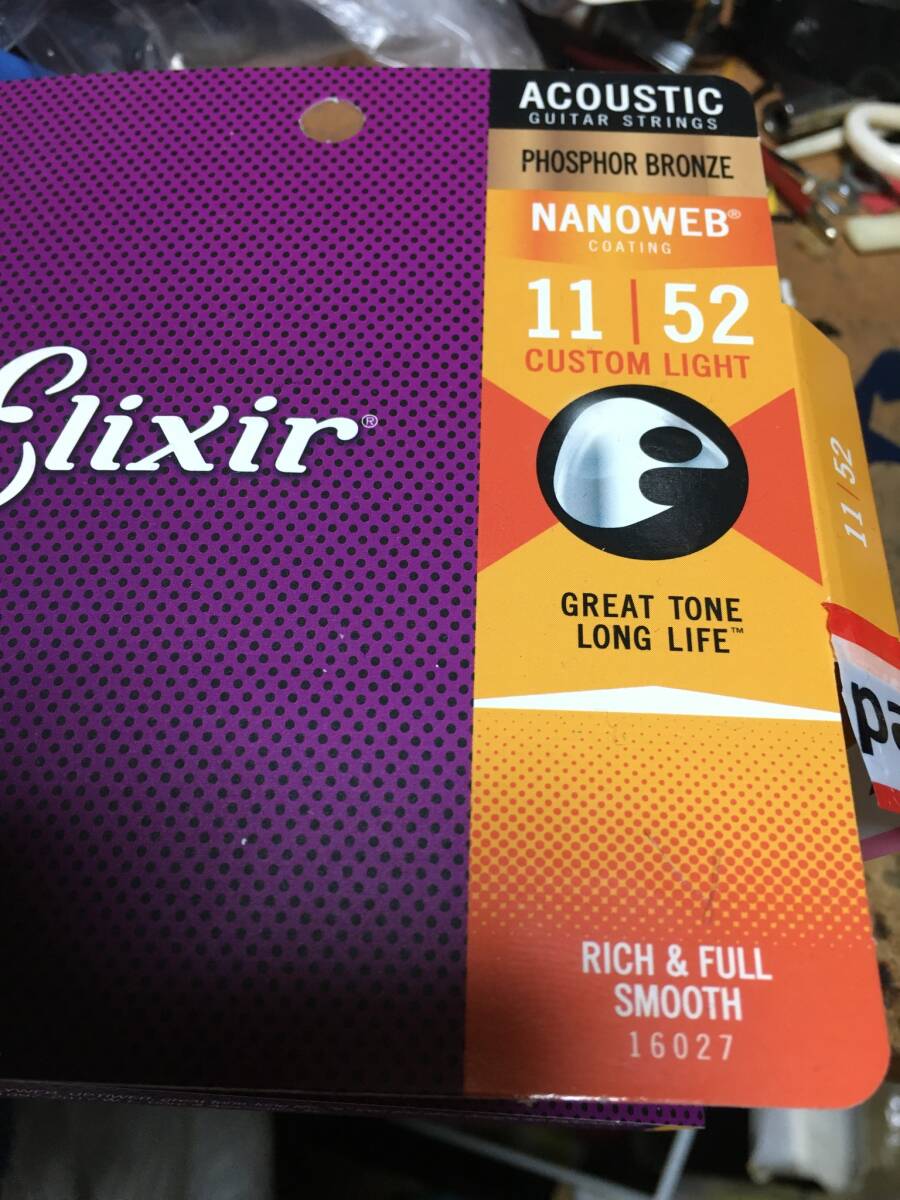 ACOUSTIC
GUITAR STRINGS
PHOSPHOR BRONZE
NANOWEB®
COATING
11 | 52
CUSTOM LIGHT
Elixir®
GREAT TONE
LONG LIFE™
RICH & FULL
SMOOTH
16027
11/52
pa